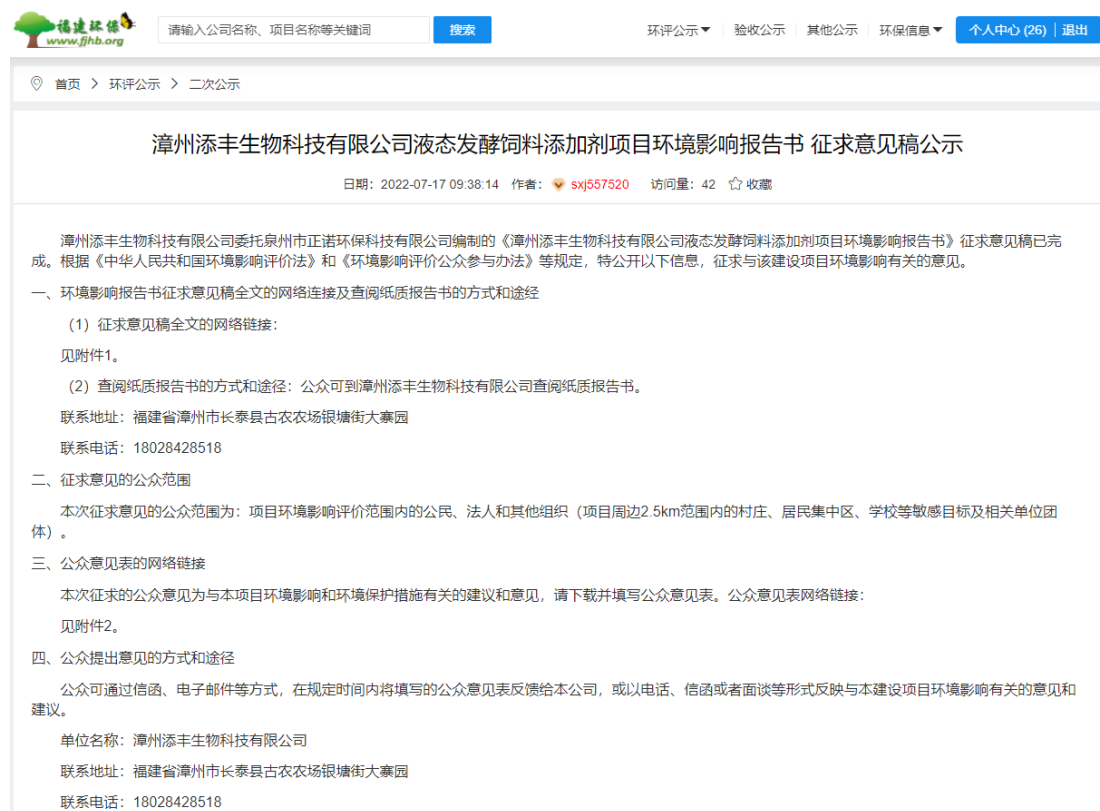 福建环保
www.fjhb.org
请输入公司名称、项目名称等关键词
搜索
环评公示
验收公示
其他公示
环保信息
个人中心 (26)
退出
首页 > 环评公示 > 二次公示
漳州添丰生物科技有限公司液态发酵饲料添加剂项目环境影响报告书 征求意见稿公示
日期：2022-07-17 09:38:14 作者： sxj557520 访问量：42 收藏
漳州添丰生物科技有限公司委托泉州市正诺环保科技有限公司编制的《漳州添丰生物科技有限公司液态发酵饲料添加剂项目环境影响报告书》征求意见稿已完
成。根据《中华人民共和国环境影响评价法》和《环境影响评价公众参与办法》等规定，特公开以下信息，征求与该建设项目环境影响有关的意见。
一、环境影响报告书征求意见稿全文的网络连接及查阅纸质报告书的方式和途经
（1）征求意见稿全文的网络链接：
见附件1。
（2）查阅纸质报告书的方式和途径：公众可到漳州添丰生物科技有限公司查阅纸质报告书。
联系地址：福建省漳州市长泰县古农农场银塘街大寨园
联系电话：18028428518
二、征求意见的公众范围
本次征求意见的公众范围为：项目环境影响评价范围内的公民、法人和其他组织（项目周边2.5km范围内的村庄、居民集中区、学校等敏感目标及相关单位团
体）。
三、公众意见表的网络链接
本次征求的公众意见为与本项目环境影响和环境保护措施有关的建议和意见，请下载并填写公众意见表。公众意见表网络链接：
见附件2。
四、公众提出意见的方式和途径
公众可通过信函、电子邮件等方式，在规定时间内将填写的公众意见表反馈给本公司，或以电话、信函或者面谈等形式反映与本建设项目环境影响有关的意见和
建议。
单位名称：漳州添丰生物科技有限公司
联系地址：福建省漳州市长泰县古农农场银塘街大寨园
联系电话：18028428518